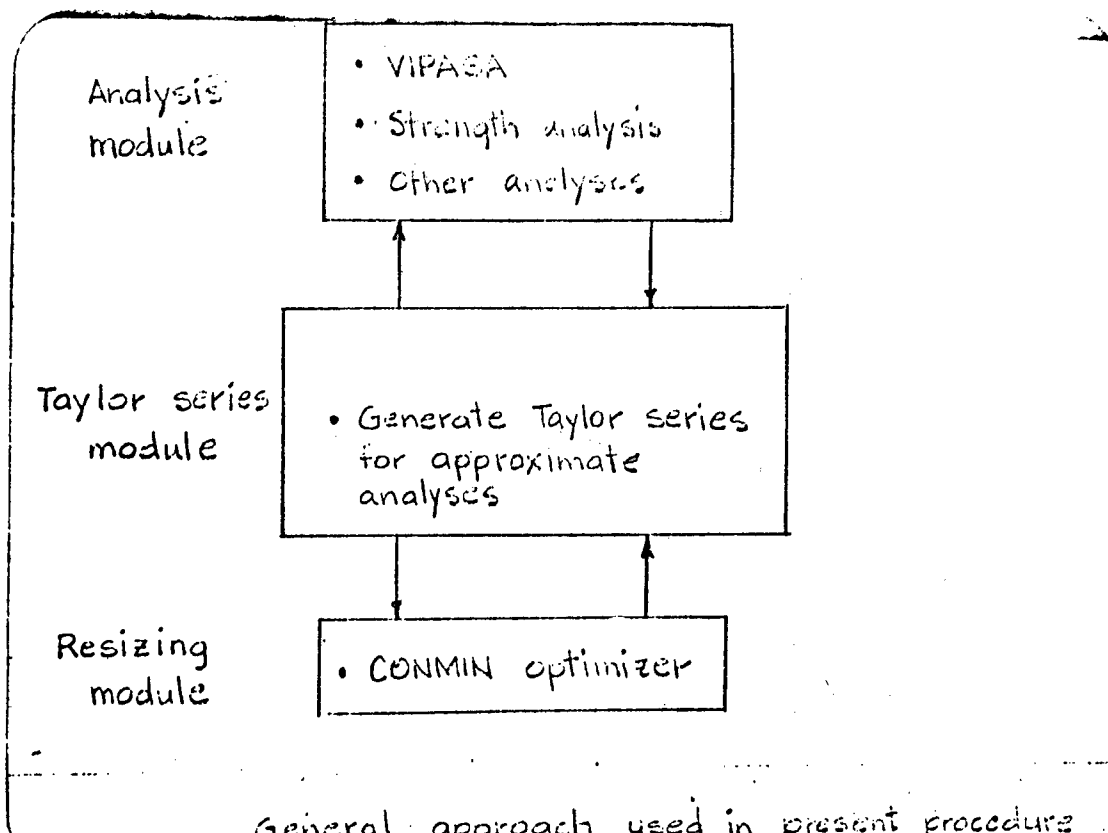 Analysis
module
• VIPASA
• Strength analysis
• Other analyses
Taylor series
module
• Generate Taylor series
for approximate
analyses
Resizing
module
• CONMIN optimizer
General approach used in present procedure